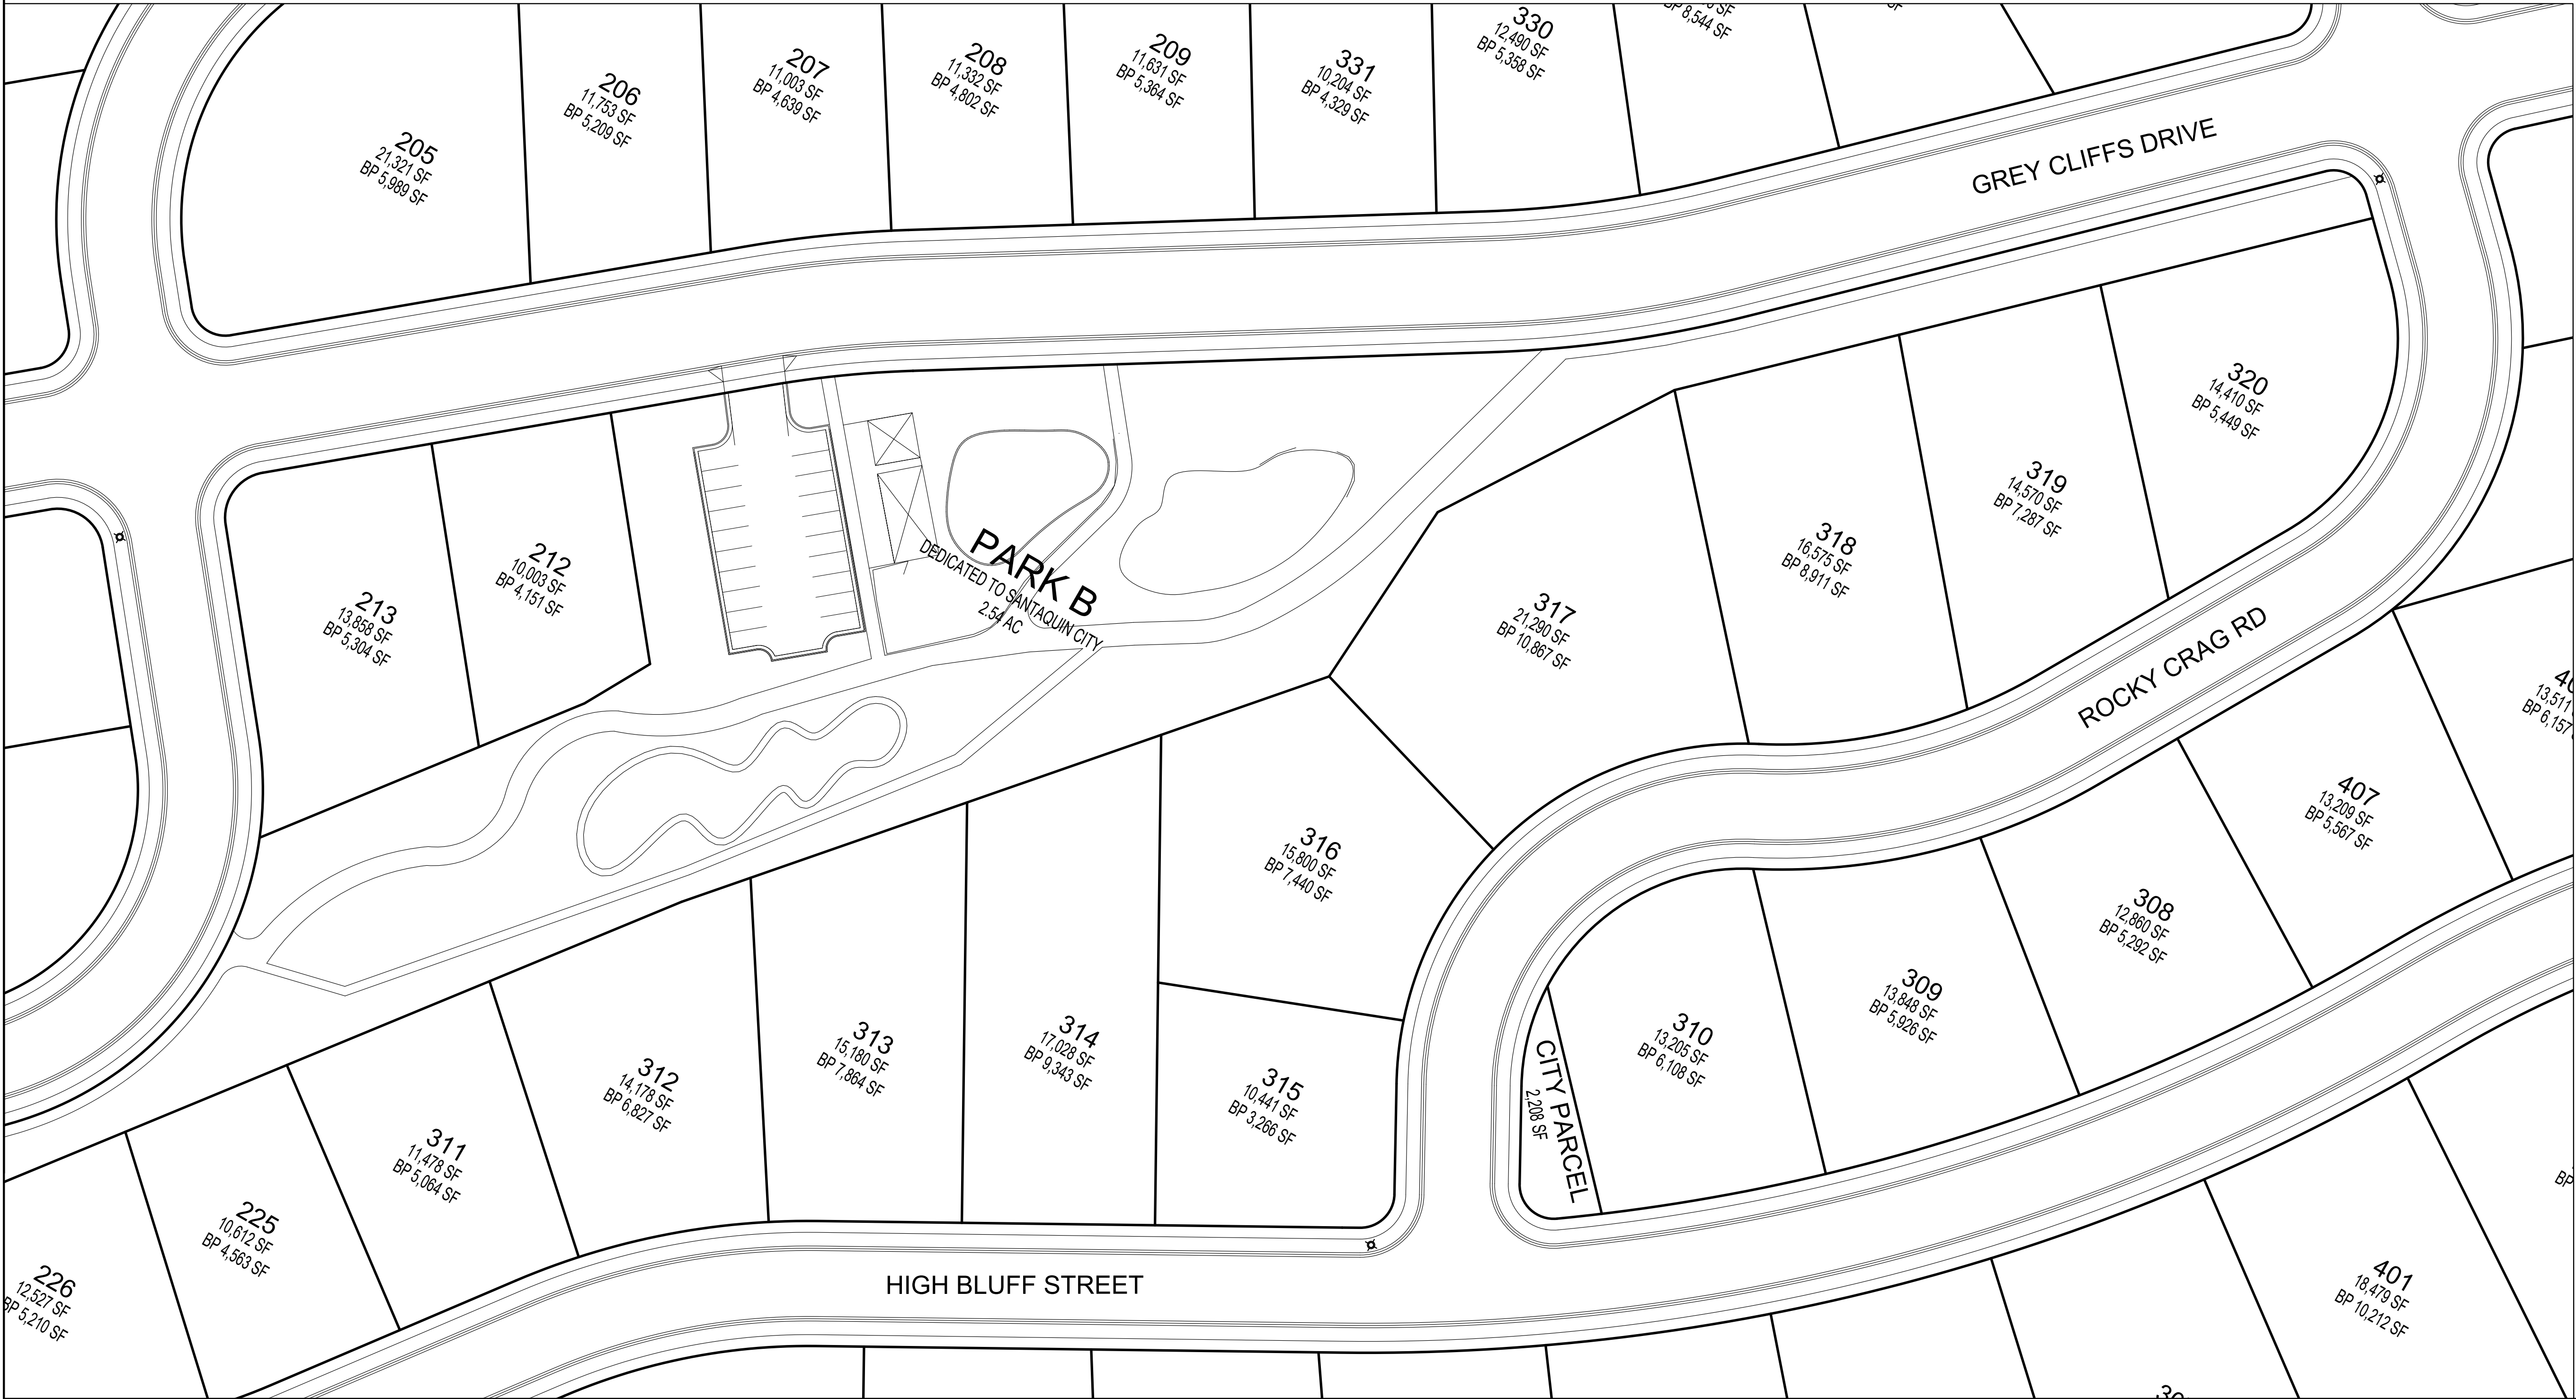 205
21,321 SF
BP 5,989 SF
206
11,753 SF
BP 5,209 SF
207
11,003 SF
BP 4,639 SF
208
11,332 SF
BP 4,802 SF
209
11,631 SF
BP 5,364 SF
331
10,204 SF
BP 4,329 SF
330
12,490 SF
BP 5,358 SF
SF
BP 8,544 SF
SF
GREY CLIFFS DRIVE
213
13,858 SF
BP 5,304 SF
212
10,003 SF
BP 4,151 SF
PARK B
DEDICATED TO SANTAQUIN CITY
2.54 AC
317
21,290 SF
BP 10,867 SF
318
16,575 SF
BP 8,911 SF
319
14,570 SF
BP 7,287 SF
320
14,410 SF
BP 5,449 SF
ROCKY CRAG RD
13,511
BP 6,157
407
13,209 SF
BP 5,567 SF
308
12,860 SF
BP 5,292 SF
309
13,848 SF
BP 5,926 SF
310
13,205 SF
BP 6,108 SF
CITY PARCEL
2,208 SF
316
15,800 SF
BP 7,440 SF
315
10,441 SF
BP 3,266 SF
314
17,028 SF
BP 9,343 SF
313
15,180 SF
BP 7,864 SF
312
14,178 SF
BP 6,827 SF
311
11,478 SF
BP 5,064 SF
225
10,612 SF
BP 4,563 SF
226
12,527 SF
BP 5,210 SF
HIGH BLUFF STREET
401
18,479 SF
BP 10,212 SF
BP